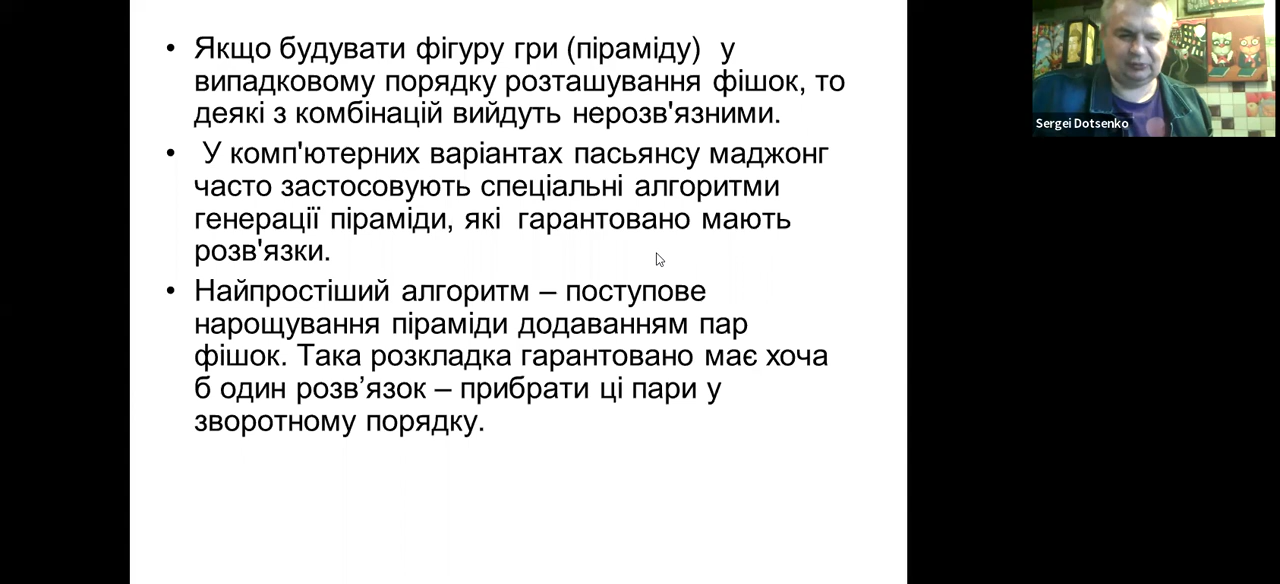 • Якщо будувати фігуру гри (піраміду)  у
випадковому порядку розташування фішок, то
деякі з комбінацій вийдуть нерозв'язними.
•  У комп'ютерних варіантах пасьянсу маджонг
часто застосовують спеціальні алгоритми
генерації піраміди, які  гарантовано мають
розв'язки.
• Найпростіший алгоритм – поступове
нарощування піраміди додаванням пар
фішок. Така розкладка гарантовано має хоча
б один розв’язок – прибрати ці пари у
зворотному порядку.
Sergei Dotsenko